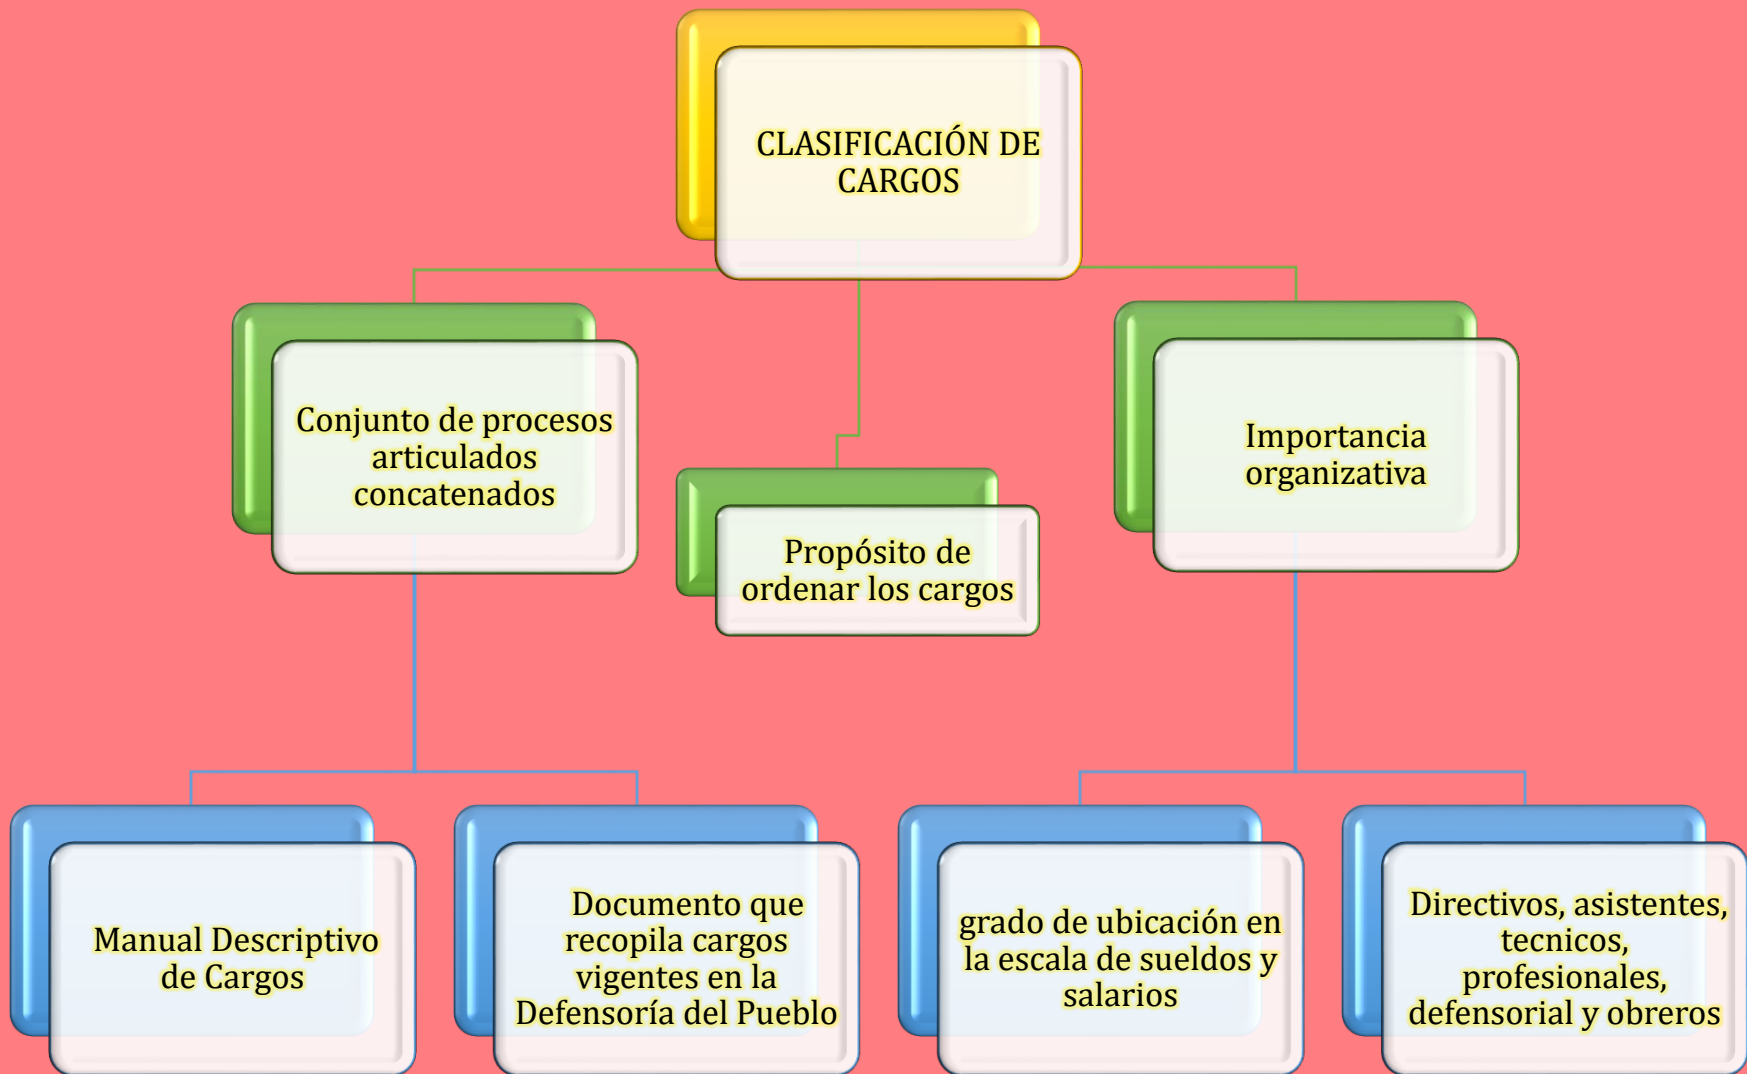 CLASIFICACIÓN DE
CARGOS
Conjunto de procesos
articulados
concatenados
Propósito de
ordenar los cargos
Importancia
organizativa
Manual Descriptivo
de Cargos
Documento que
recopila cargos
vigentes en la
Defensoría del Pueblo
grado de ubicación en
la escala de sueldos y
salarios
Directivos, asistentes,
tecnicos,
profesionales,
defensorial y obreros